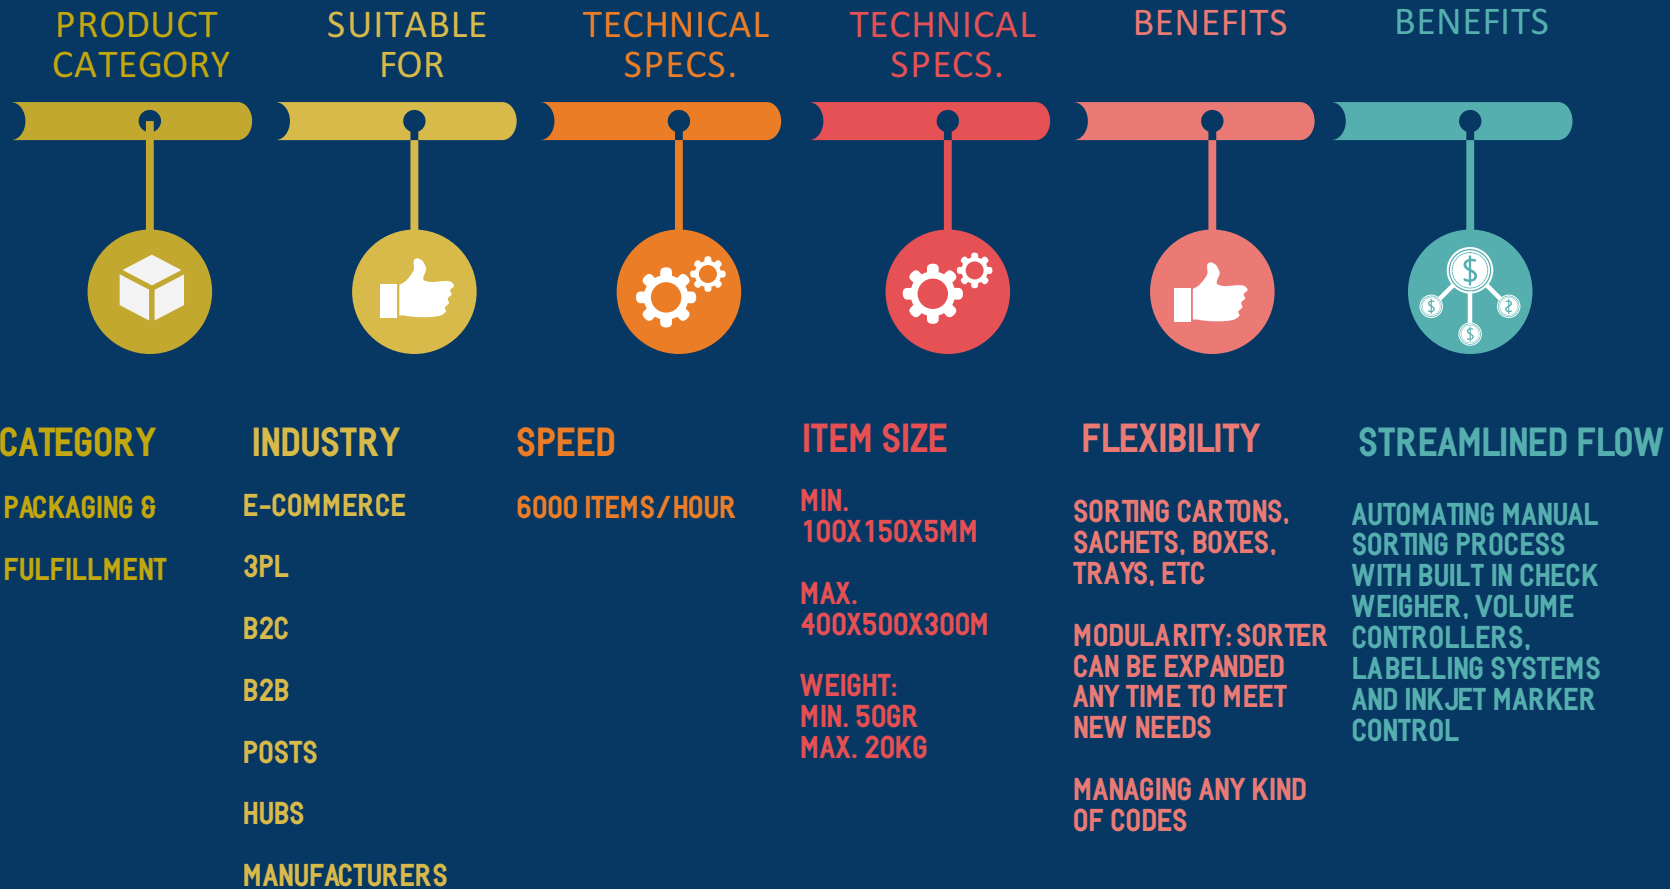 PRODUCT
CATEGORY
SUITABLE
FOR
TECHNICAL
SPECS.
TECHNICAL
SPECS.
BENEFITS
BENEFITS
CATEGORY
PACKAGING &
FULFILLMENT
INDUSTRY
E-COMMERCE
3PL
B2C
B2B
POSTS
HUBS
MANUFACTURERS
SPEED
6000 ITEMS/HOUR
ITEM SIZE
MIN.
100X150X5MM
MAX.
400X500X300M
WEIGHT:
MIN. 50GR
MAX. 20KG
FLEXIBILITY
SORTING CARTONS,
SACHETS, BOXES,
TRAYS, ETC
MODULARITY: SORTER
CAN BE EXPANDED
ANY TIME TO MEET
NEW NEEDS
MANAGING ANY KIND
OF CODES
STREAMLINED FLOW
AUTOMATING MANUAL
SORTING PROCESS
WITH BUILT IN CHECK
WEIGHER, VOLUME
CONTROLLERS,
LABELLING SYSTEMS
AND INKJET MARKER
CONTROL